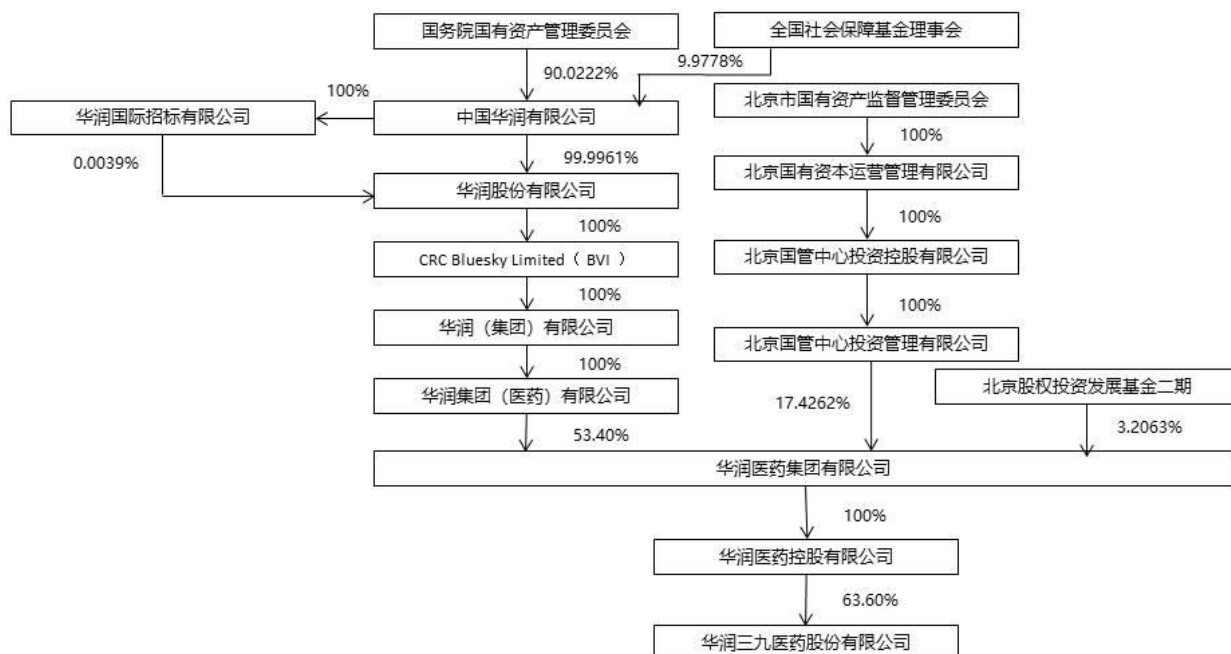 国务院国有资产管理委员会
全国社会保障基金理事会
9.9778%
90.0222%
北京市国有资产监督管理委员会
100%
华润国际招标有限公司
中国华润有限公司
100%
0.0039%
99.9961%
北京国有资本运营管理有限公司
华润股份有限公司
100%
100%
CRC Bluesky Limited（ BVI ）
北京国管中心投资控股有限公司
100%
100%
华润（集团）有限公司
北京国管中心投资管理有限公司
100%
华润集团（医药）有限公司
17.4262%
北京股权投资发展基金二期
53.40%
3.2063%
华润医药集团有限公司
100%
华润医药控股有限公司
63.60%
华润三九医药股份有限公司